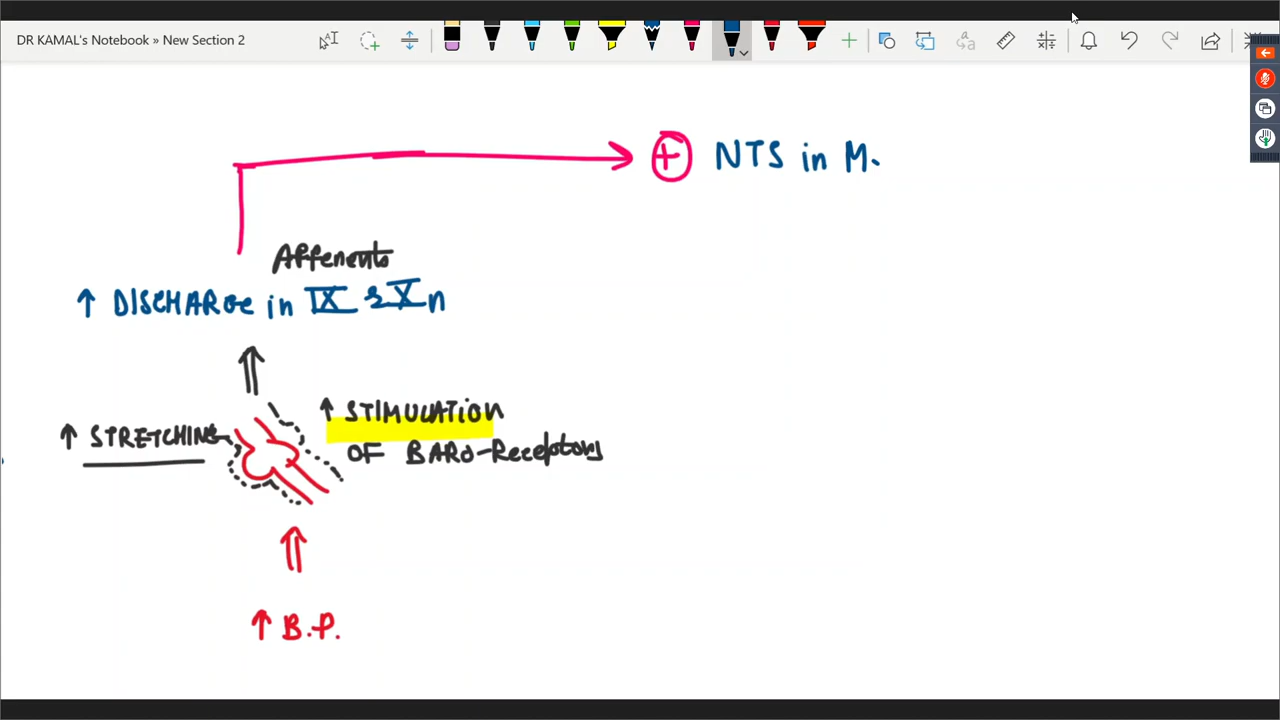 DR KAMAL's Notebook » New Section 2
+ NTS in M.
Afferents
↑ DISCHARGE in IX & X n
↑ STIMULATION
↑ STRETCHING
OF BARO-Receptors
↑ B.P.